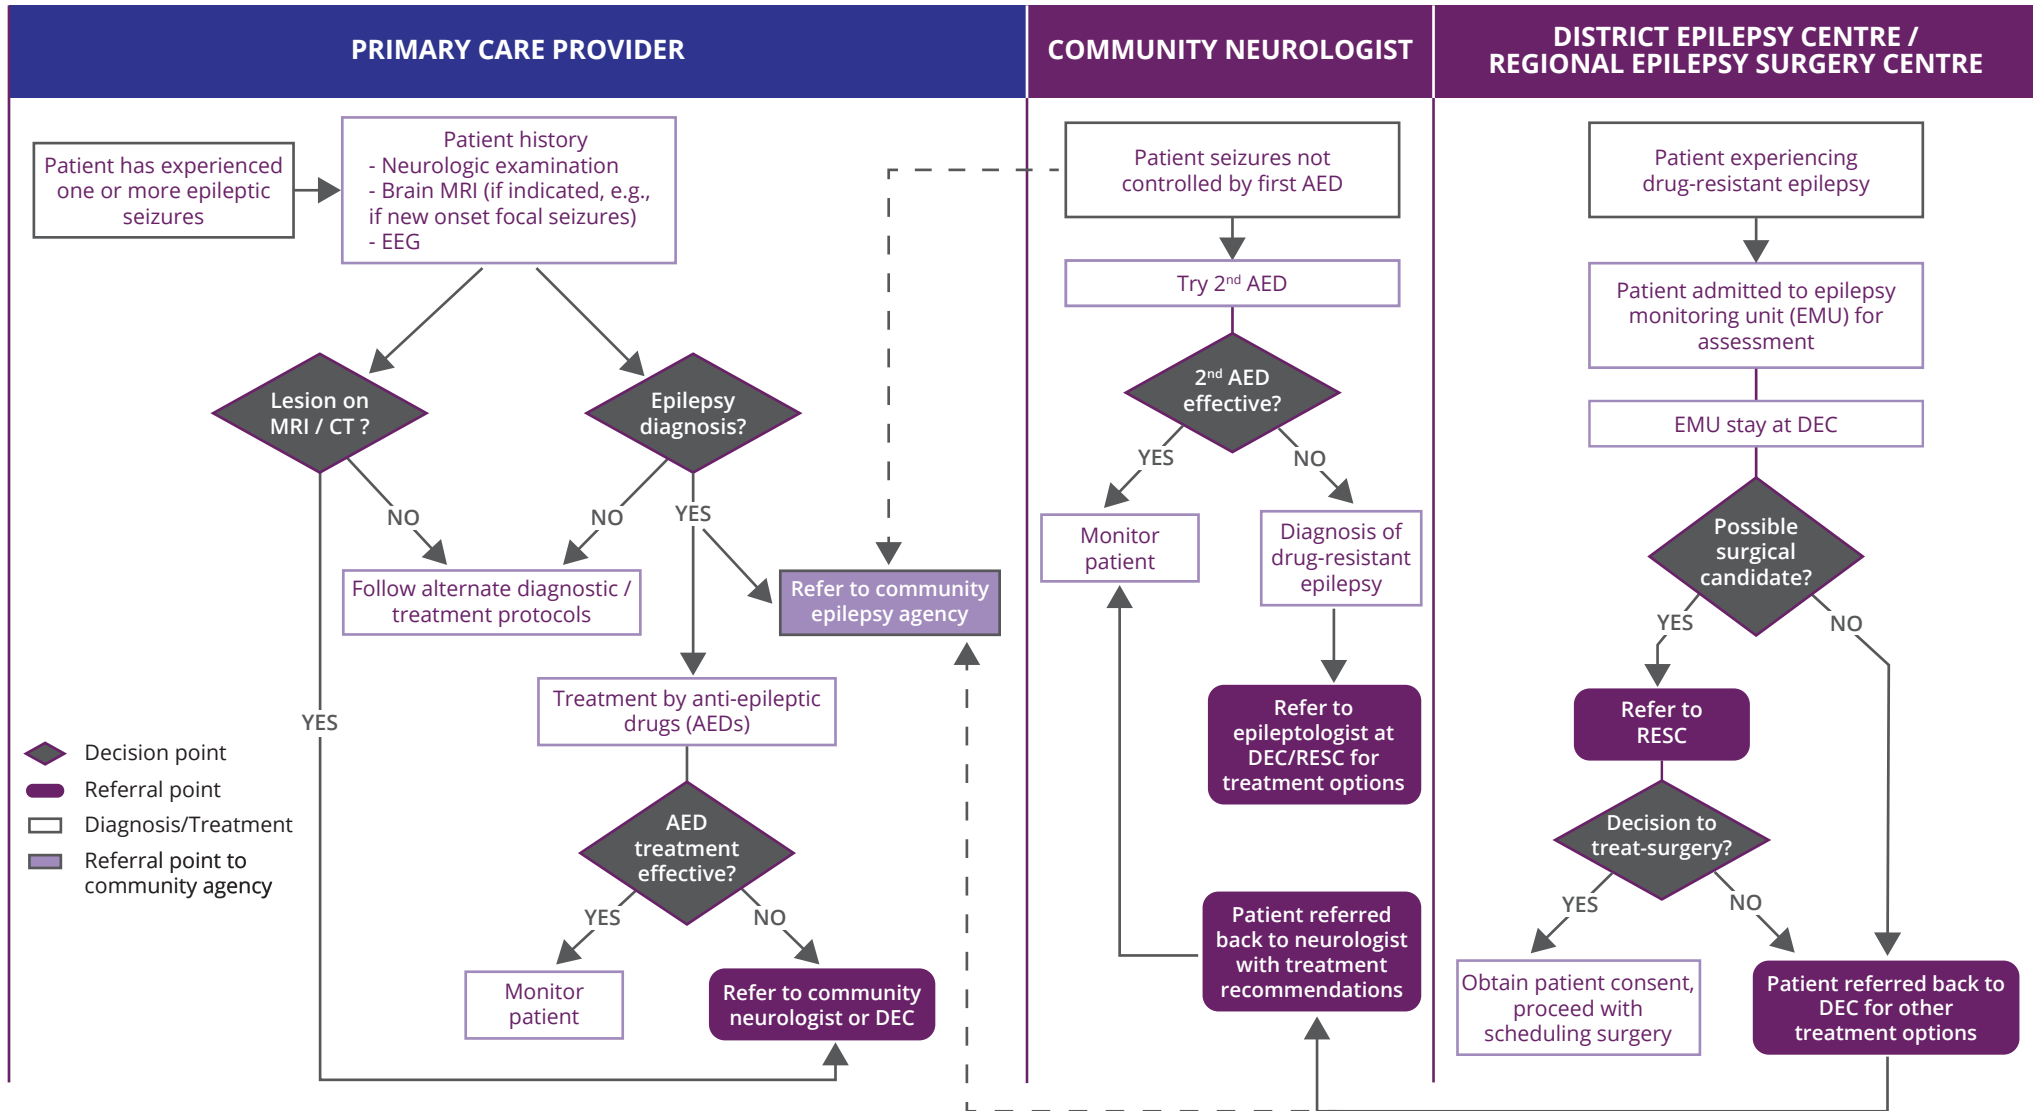 PRIMARY CARE PROVIDER
COMMUNITY NEUROLOGIST
DISTRICT EPILEPSY CENTRE /
REGIONAL EPILEPSY SURGERY CENTRE
Patient has experienced
one or more epileptic
seizures
Patient history
- Neurologic examination
- Brain MRI (if indicated, e.g.,
if new onset focal seizures)
- EEG
Lesion on
MRI / CT ?
Epilepsy
diagnosis?
NO
NO
YES
Follow alternate diagnostic /
treatment protocols
Refer to community
epilepsy agency
YES
Treatment by anti-epileptic
drugs (AEDs)
AED
treatment
effective?
YES
NO
Monitor
patient
Refer to community
neurologist or DEC
Decision point
Referral point
Diagnosis/Treatment
Referral point to
community agency
Patient seizures not
controlled by first AED
Try 2nd AED
2nd AED
effective?
YES
NO
Monitor
patient
Diagnosis of
drug-resistant
epilepsy
Refer to
epileptologist at
DEC/RESC for
treatment options
Patient referred
back to neurologist
with treatment
recommendations
Patient experiencing
drug-resistant epilepsy
Patient admitted to epilepsy
monitoring unit (EMU) for
assessment
EMU stay at DEC
Possible
surgical
candidate?
YES
NO
Refer to
RESC
Decision to
treat-surgery?
YES
NO
Obtain patient consent,
proceed with
scheduling surgery
Patient referred back to
DEC for other
treatment options